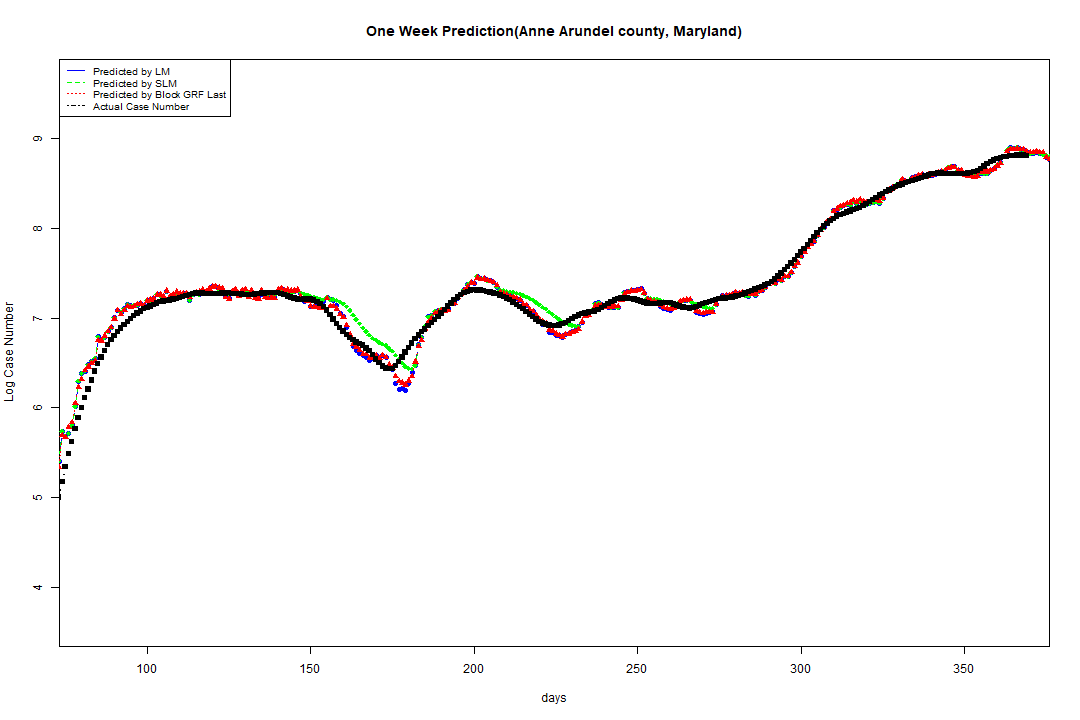 One Week Prediction(Anne Arundel county, Maryland)
Predicted by LM
Predicted by SLM
Predicted by Block GRF Last
Actual Case Number
Log Case Number
9
8
7
6
5
4
100 150 200 250 300 350
days